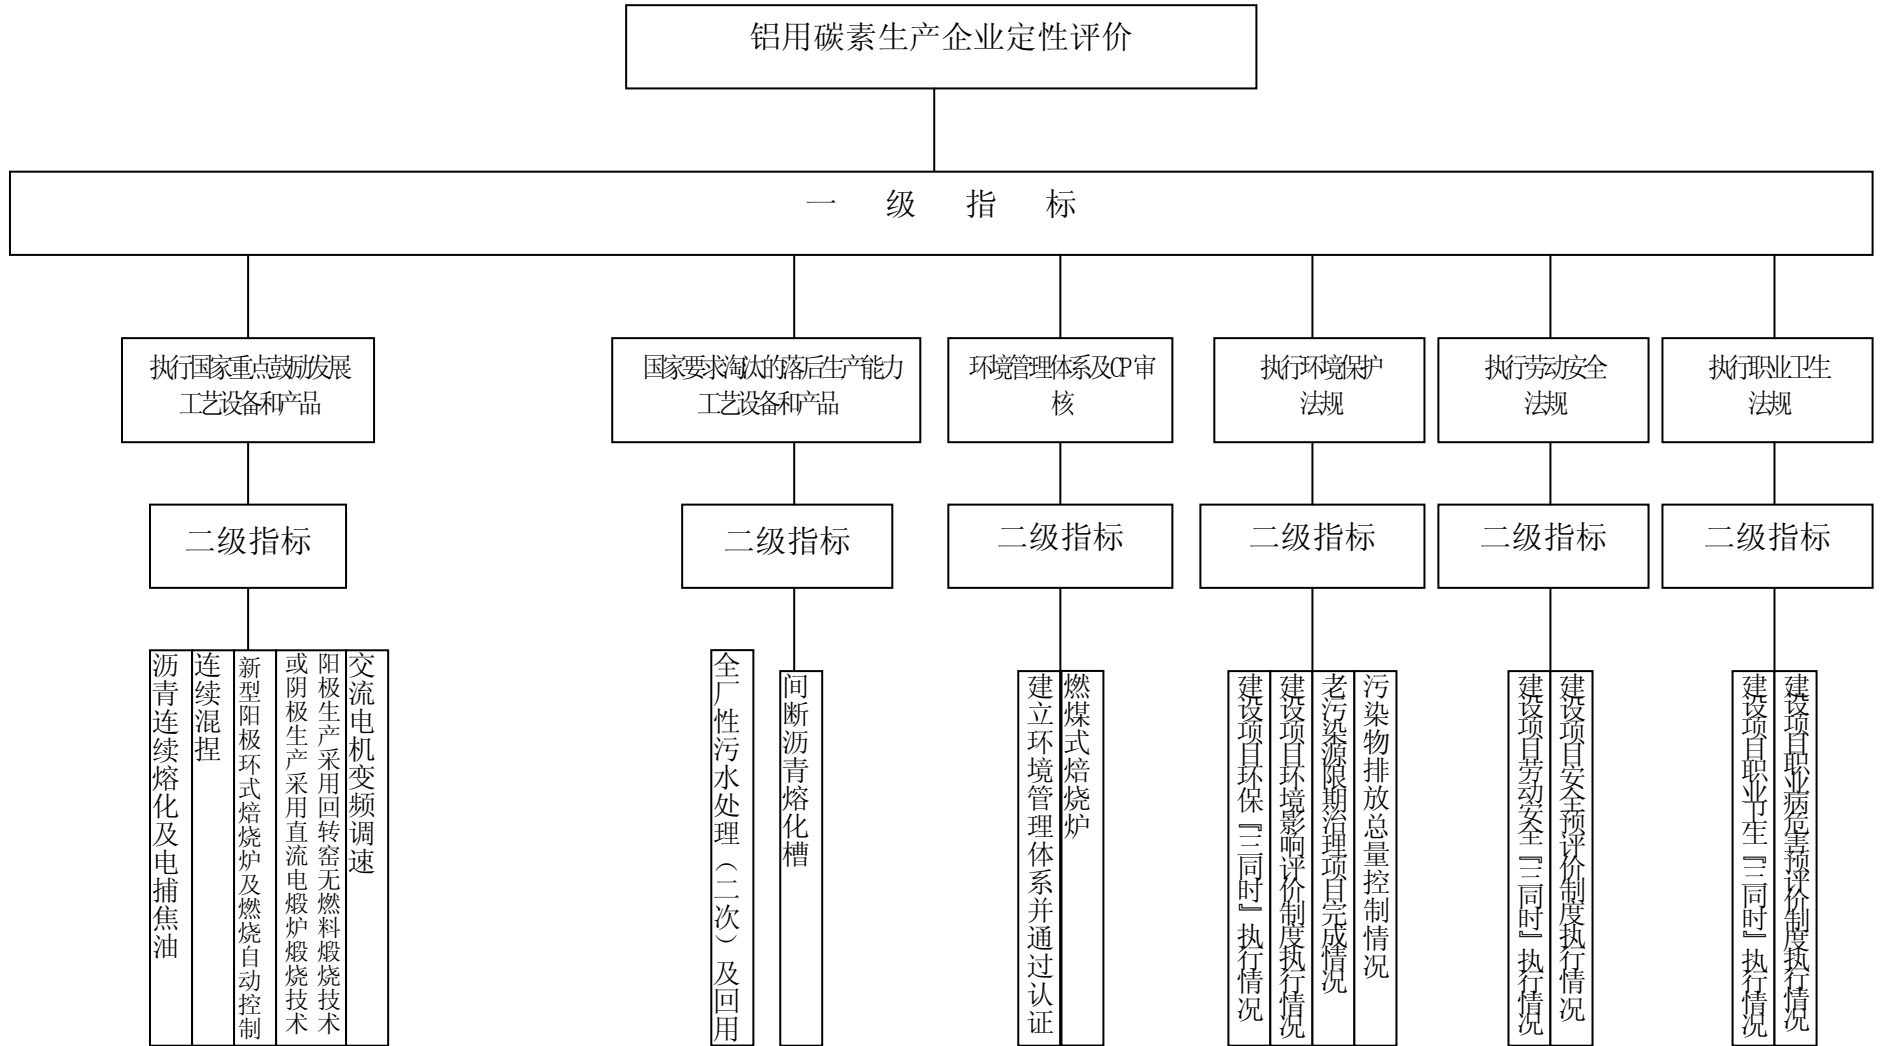 铝用碳素生产企业定性评价
一 级 指 标
执行国家重点鼓励发展
工艺设备和产品
国家要求淘汰的落后生产能力
工艺设备和产品
环境管理体系及CP审
核
执行环境保护
法规
执行劳动安全
法规
执行职业卫生
法规
二级指标
二级指标
二级指标
二级指标
二级指标
二级指标
沥青连续熔化及电捕焦油
连续混捏
新型阳极环式焙烧炉及燃烧自动控制
阳极生产采用回转窑无燃料煅烧技术
或阴极生产采用直流电煅炉煅烧技术
交流电机变频调速
全厂性污水处理（二次）及回用
间断沥青熔化槽
建立环境管理体系并通过认证
燃煤式焙烧炉
建设项目环保『三同时』执行情况
建设项目环境影响评价制度执行情况
老污染源限期治理项目完成情况
污染物排放总量控制情况
建设项目劳动安全『三同时』执行情况
建设项目安全预评价制度执行情况
建设项目职业卫生『三同时』执行情况
建设项目职业病危害预评价制度执行情况